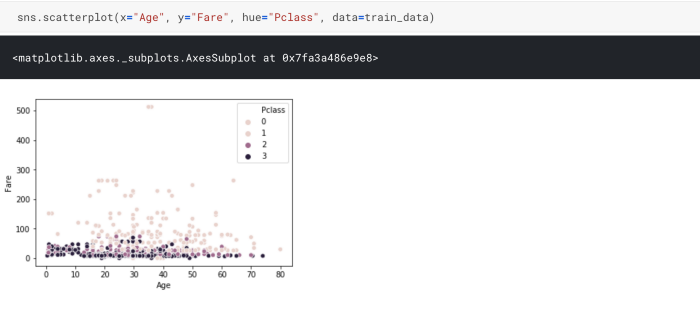 sns.scatterplot(x="Age", y="Fare", hue="Pclass", data=train_data)
<matplotlib.axes._subplots.AxesSubplot at 0x7fa3a486e9e8>
Pclass
0
1
2
3
500
400
300
200
100
0
Fare
0 10 20 30 40 50 60 70 80
Age